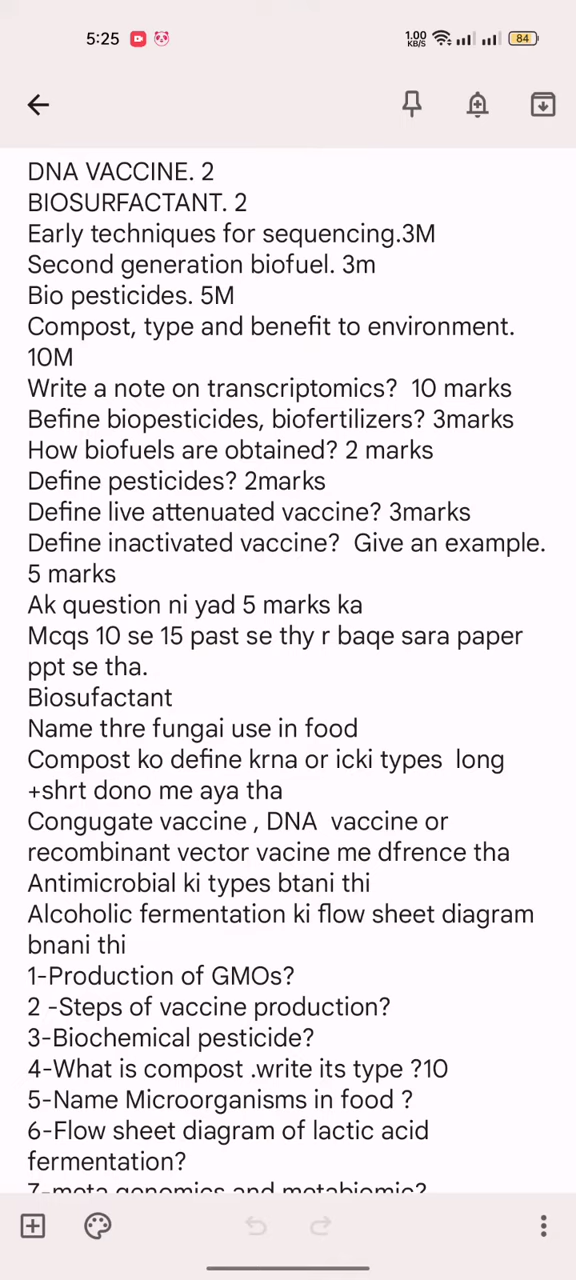 5:25
1.00 KB/S
84
DNA VACCINE. 2
BIOSURFACTANT. 2
Early techniques for sequencing.3M
Second generation biofuel. 3m
Bio pesticides. 5M
Compost, type and benefit to environment.
10M
Write a note on transcriptomics?  10 marks
Befine biopesticides, biofertilizers? 3marks
How biofuels are obtained? 2 marks
Define pesticides? 2marks
Define live attenuated vaccine? 3marks
Define inactivated vaccine?  Give an example.
5 marks
Ak question ni yad 5 marks ka
Mcqs 10 se 15 past se thy r baqe sara paper
ppt se tha.
Biosufactant
Name thre fungai use in food
Compost ko define krna or icki types  long
+shrt dono me aya tha
Congugate vaccine , DNA  vaccine or
recombinant vector vacine me dfrence tha
Antimicrobial ki types btani thi
Alcoholic fermentation ki flow sheet diagram
bnani thi
1-Production of GMOs?
2 -Steps of vaccine production?
3-Biochemical pesticide?
4-What is compost .write its type ?10
5-Name Microorganisms in food ?
6-Flow sheet diagram of lactic acid
fermentation?
7-meta genomics and metabiomic?